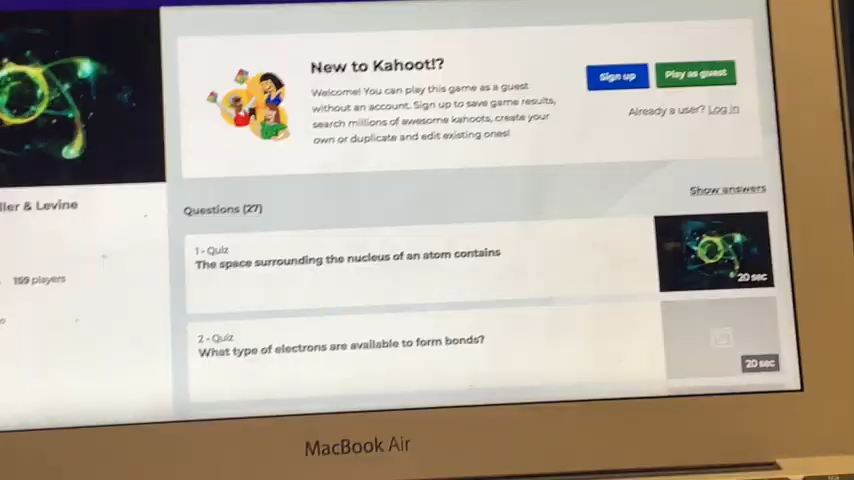 New to Kahoot!?
Welcome! You can play this game as a guest
without an account. Sign up to save game results,
search millions of awesome kahoots, create your
own or duplicate and edit existing ones!
Sign up
Play as guest
Already a user? Log in
ller & Levine
159 players
Show answers
Questions (27)
1 - Quiz
The space surrounding the nucleus of an atom contains
20 sec
2 - Quiz
What type of electrons are available to form bonds?
20 sec
MacBook Air